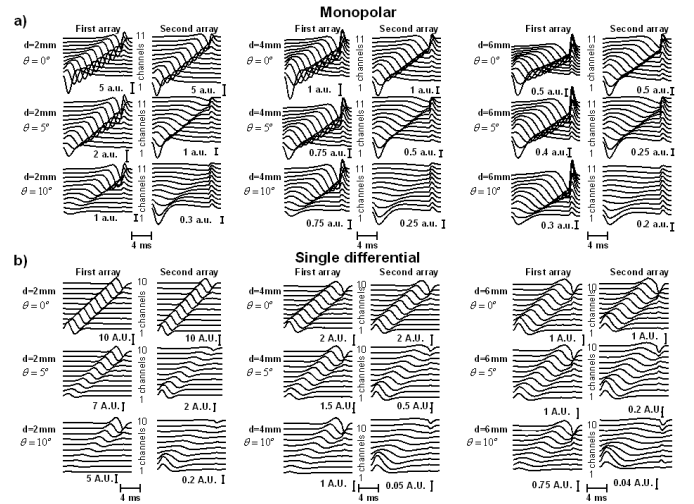 Monopolar
a)
First array Second array First array Second array First array Second array
d=2mm 11 d=4mm 11 d=6mm 11
θ = 0° channels θ = 0° channels θ = 0° channels
1 1 1
5 a.u. 5 a.u. 1 a.u. 1 a.u. 0.5 a.u. 0.5 a.u.
d=2mm 11 d=4mm 11 d=6mm 11
θ = 5° channels θ = 5° channels θ = 5° channels
1 1 1
2 a.u. 1 a.u. 0.75 a.u. 0.5 a.u. 0.4 a.u. 0.25 a.u.
d=2mm 11 d=4mm 11 d=6mm 11
θ = 10° channels θ = 10° channels θ = 10° channels
1 1 1
1 a.u. 0.3 a.u. 0.75 a.u. 0.25 a.u. 0.3 a.u. 0.2 a.u.
4 ms 4 ms 4 ms
b) Single differential
First array Second array First array Second array First array Second array
d=2mm 10 d=4mm 10 d=6mm 10
θ = 0° channels θ = 0° channels θ = 0° channels
1 1 1
10 A.U. 10 A.U. 2 A.U. 2 A.U. 1 A.U. 1 A.U.
d=2mm 10 d=4mm 10 d=6mm 10
θ = 5° channels θ = 5° channels θ = 5° channels
1 1 1
7 A.U. 2 A.U. 1.5 A.U. 0.5 A.U. 1 A.U. 0.2 A.U.
d=2mm 10 d=4mm 10 d=6mm 10
θ = 10° channels θ = 10° channels θ = 10° channels
1 1 1
5 A.U. 0.2 A.U. 1 A.U. 0.05 A.U. 0.75 A.U. 0.04 A.U.
4 ms 4 ms 4 ms